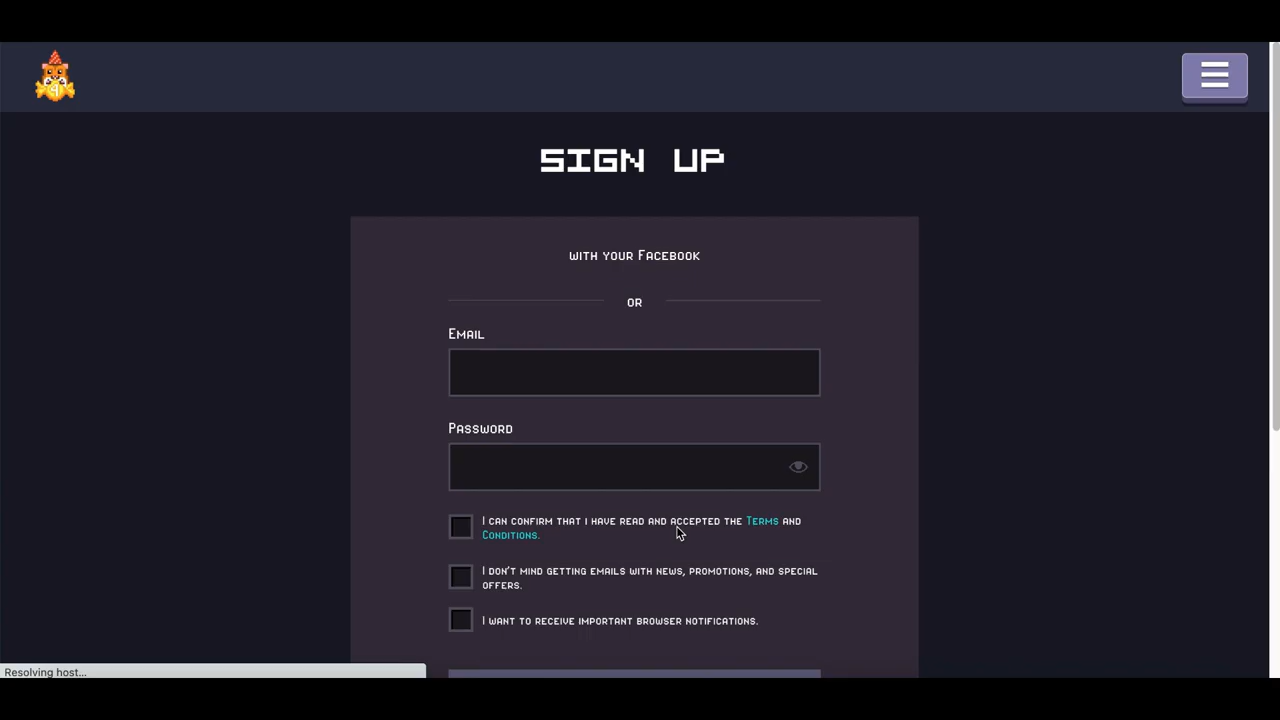 SIGN UP
WITH YOUR FACEBOOK
OR
EMAIL
PASSWORD
I CAN CONFIRM THAT I HAVE READ AND ACCEPTED THE TERMS AND
CONDITIONS.
I DON'T MIND GETTING EMAILS WITH NEWS, PROMOTIONS, AND SPECIAL
OFFERS.
I WANT TO RECEIVE IMPORTANT BROWSER NOTIFICATIONS.
Resolving host...